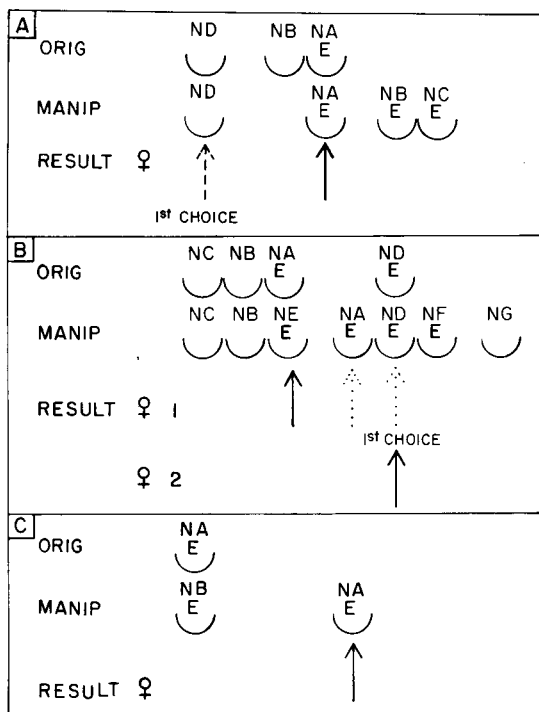 A
ND NB NA
ORIG E
ND NA NB NC
MANIP E E E
RESULT ♀
1st CHOICE
B
NC NB NA ND
ORIG E E
NC NB NE NA ND NF NG
MANIP E E E E
RESULT ♀ 1
1st CHOICE
♀ 2
C
NA
ORIG E
NB NA
MANIP E E
RESULT ♀